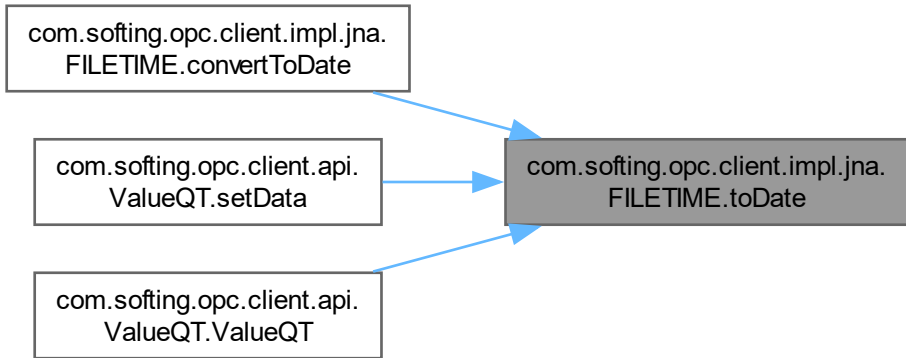 com.softing.opc.client.impl.jna.
FILETIME.convertToDate
com.softing.opc.client.api.
ValueQT.setData
com.softing.opc.client.api.
ValueQT.ValueQT
com.softing.opc.client.impl.jna.
FILETIME.toDate